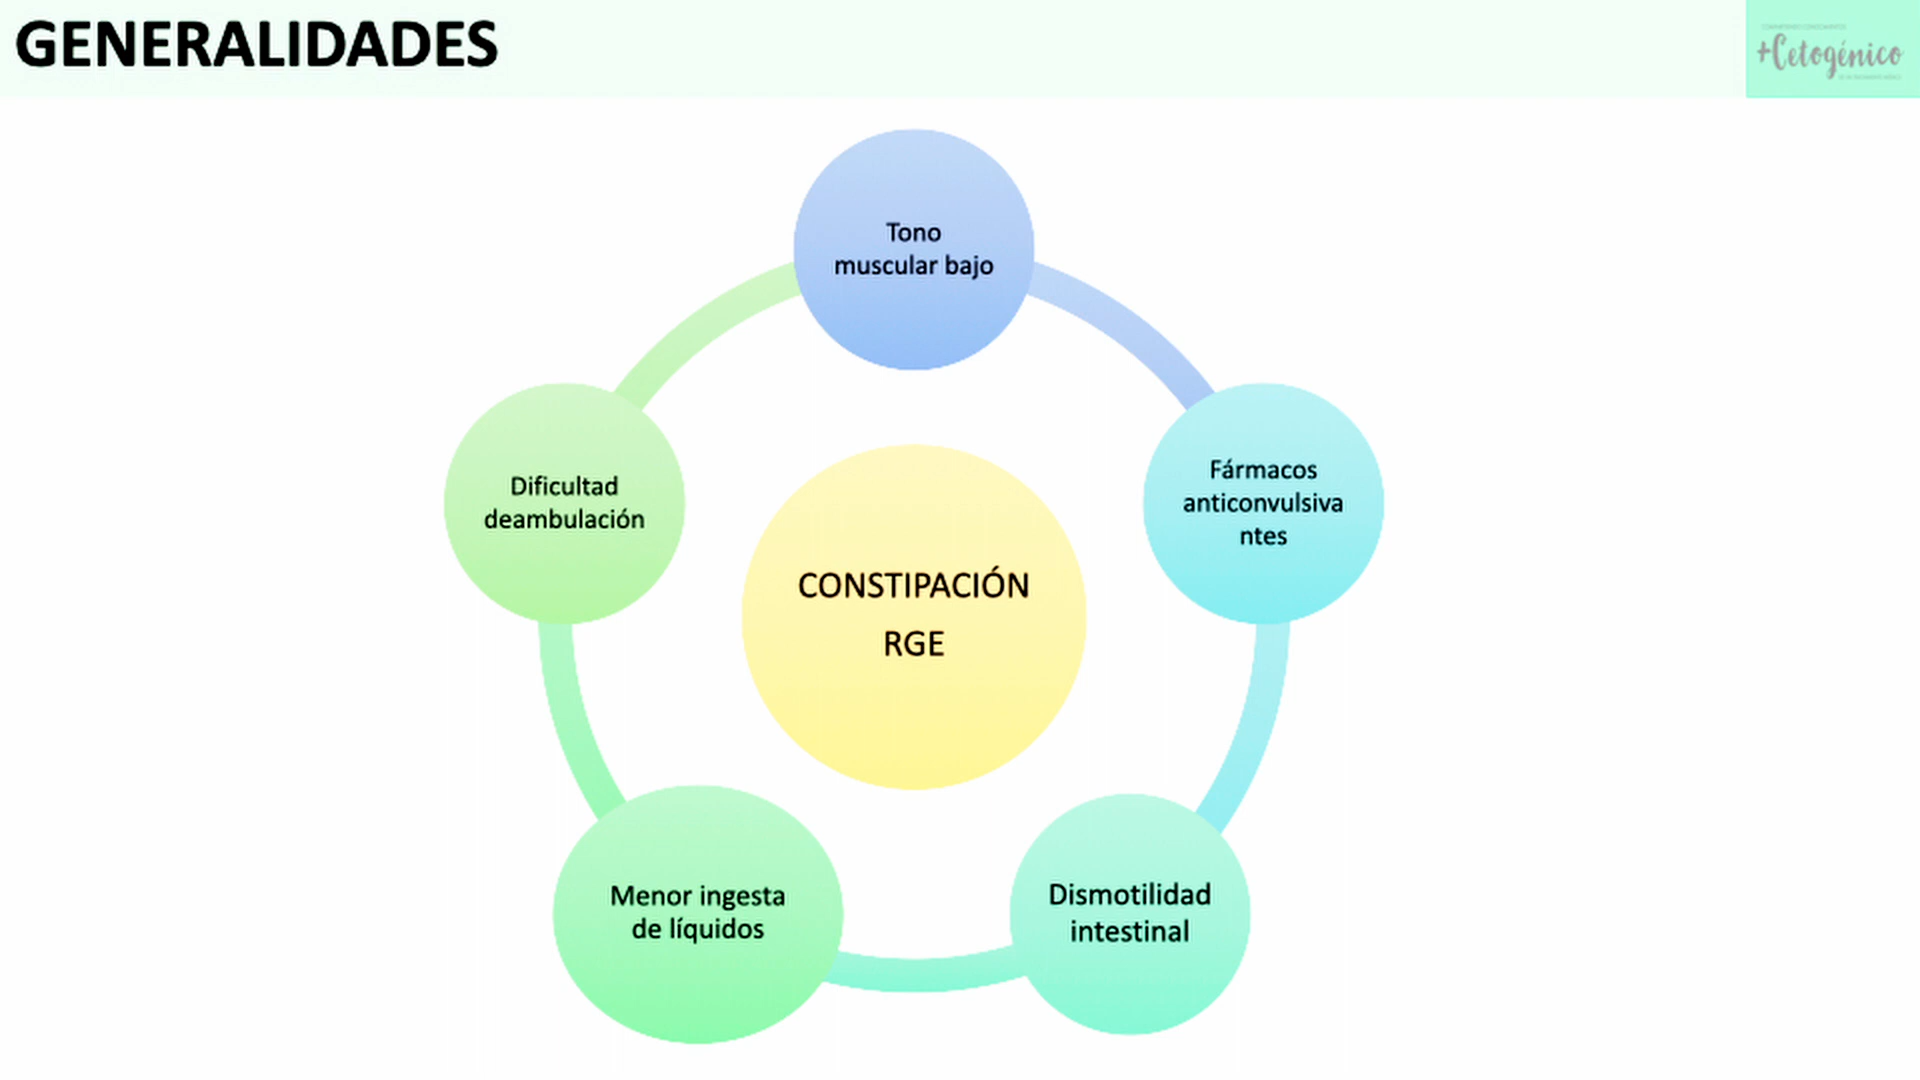 GENERALIDADES
+Cetogénico
Tono
muscular bajo
Fármacos
anticonvulsiva
ntes
Dificultad
deambulación
CONSTIPACIÓN
RGE
Menor ingesta
de líquidos
Dismotilidad
intestinal